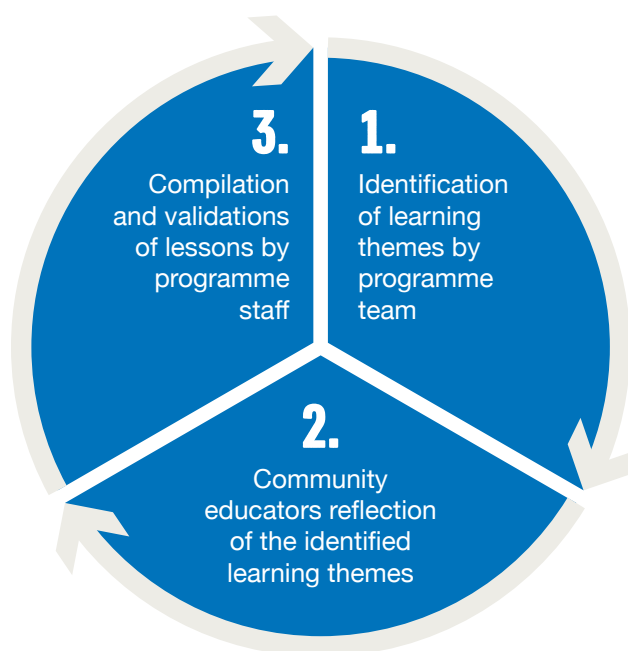 1.
Identification
of learning
themes by
programme
team
2.
Community
educators reflection
of the identified
learning themes
3.
Compilation
and validations
of lessons by
programme
staff